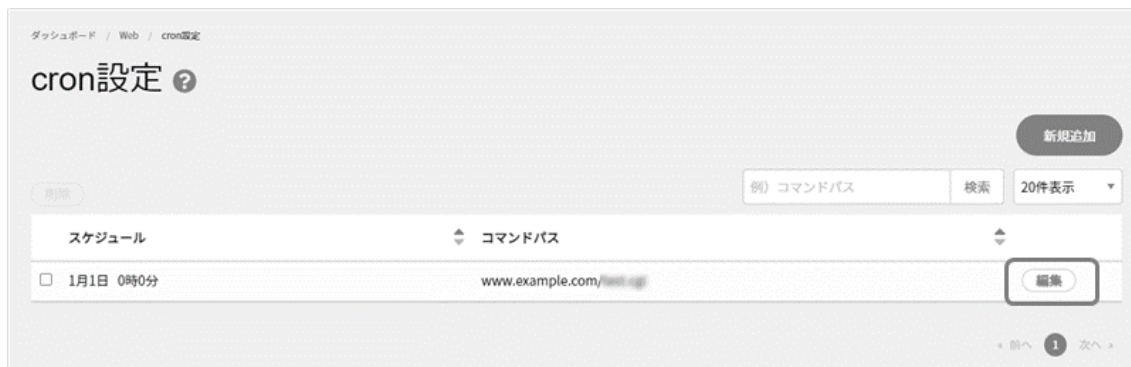 ダッシュボード / Web / cron設定
cron設定 ?
新規追加
削除
例）コマンドパス 検索 20件表示
スケジュール コマンドパス
1月1日 0時0分 www.example.com/ 編集
« 前へ 1 次へ »